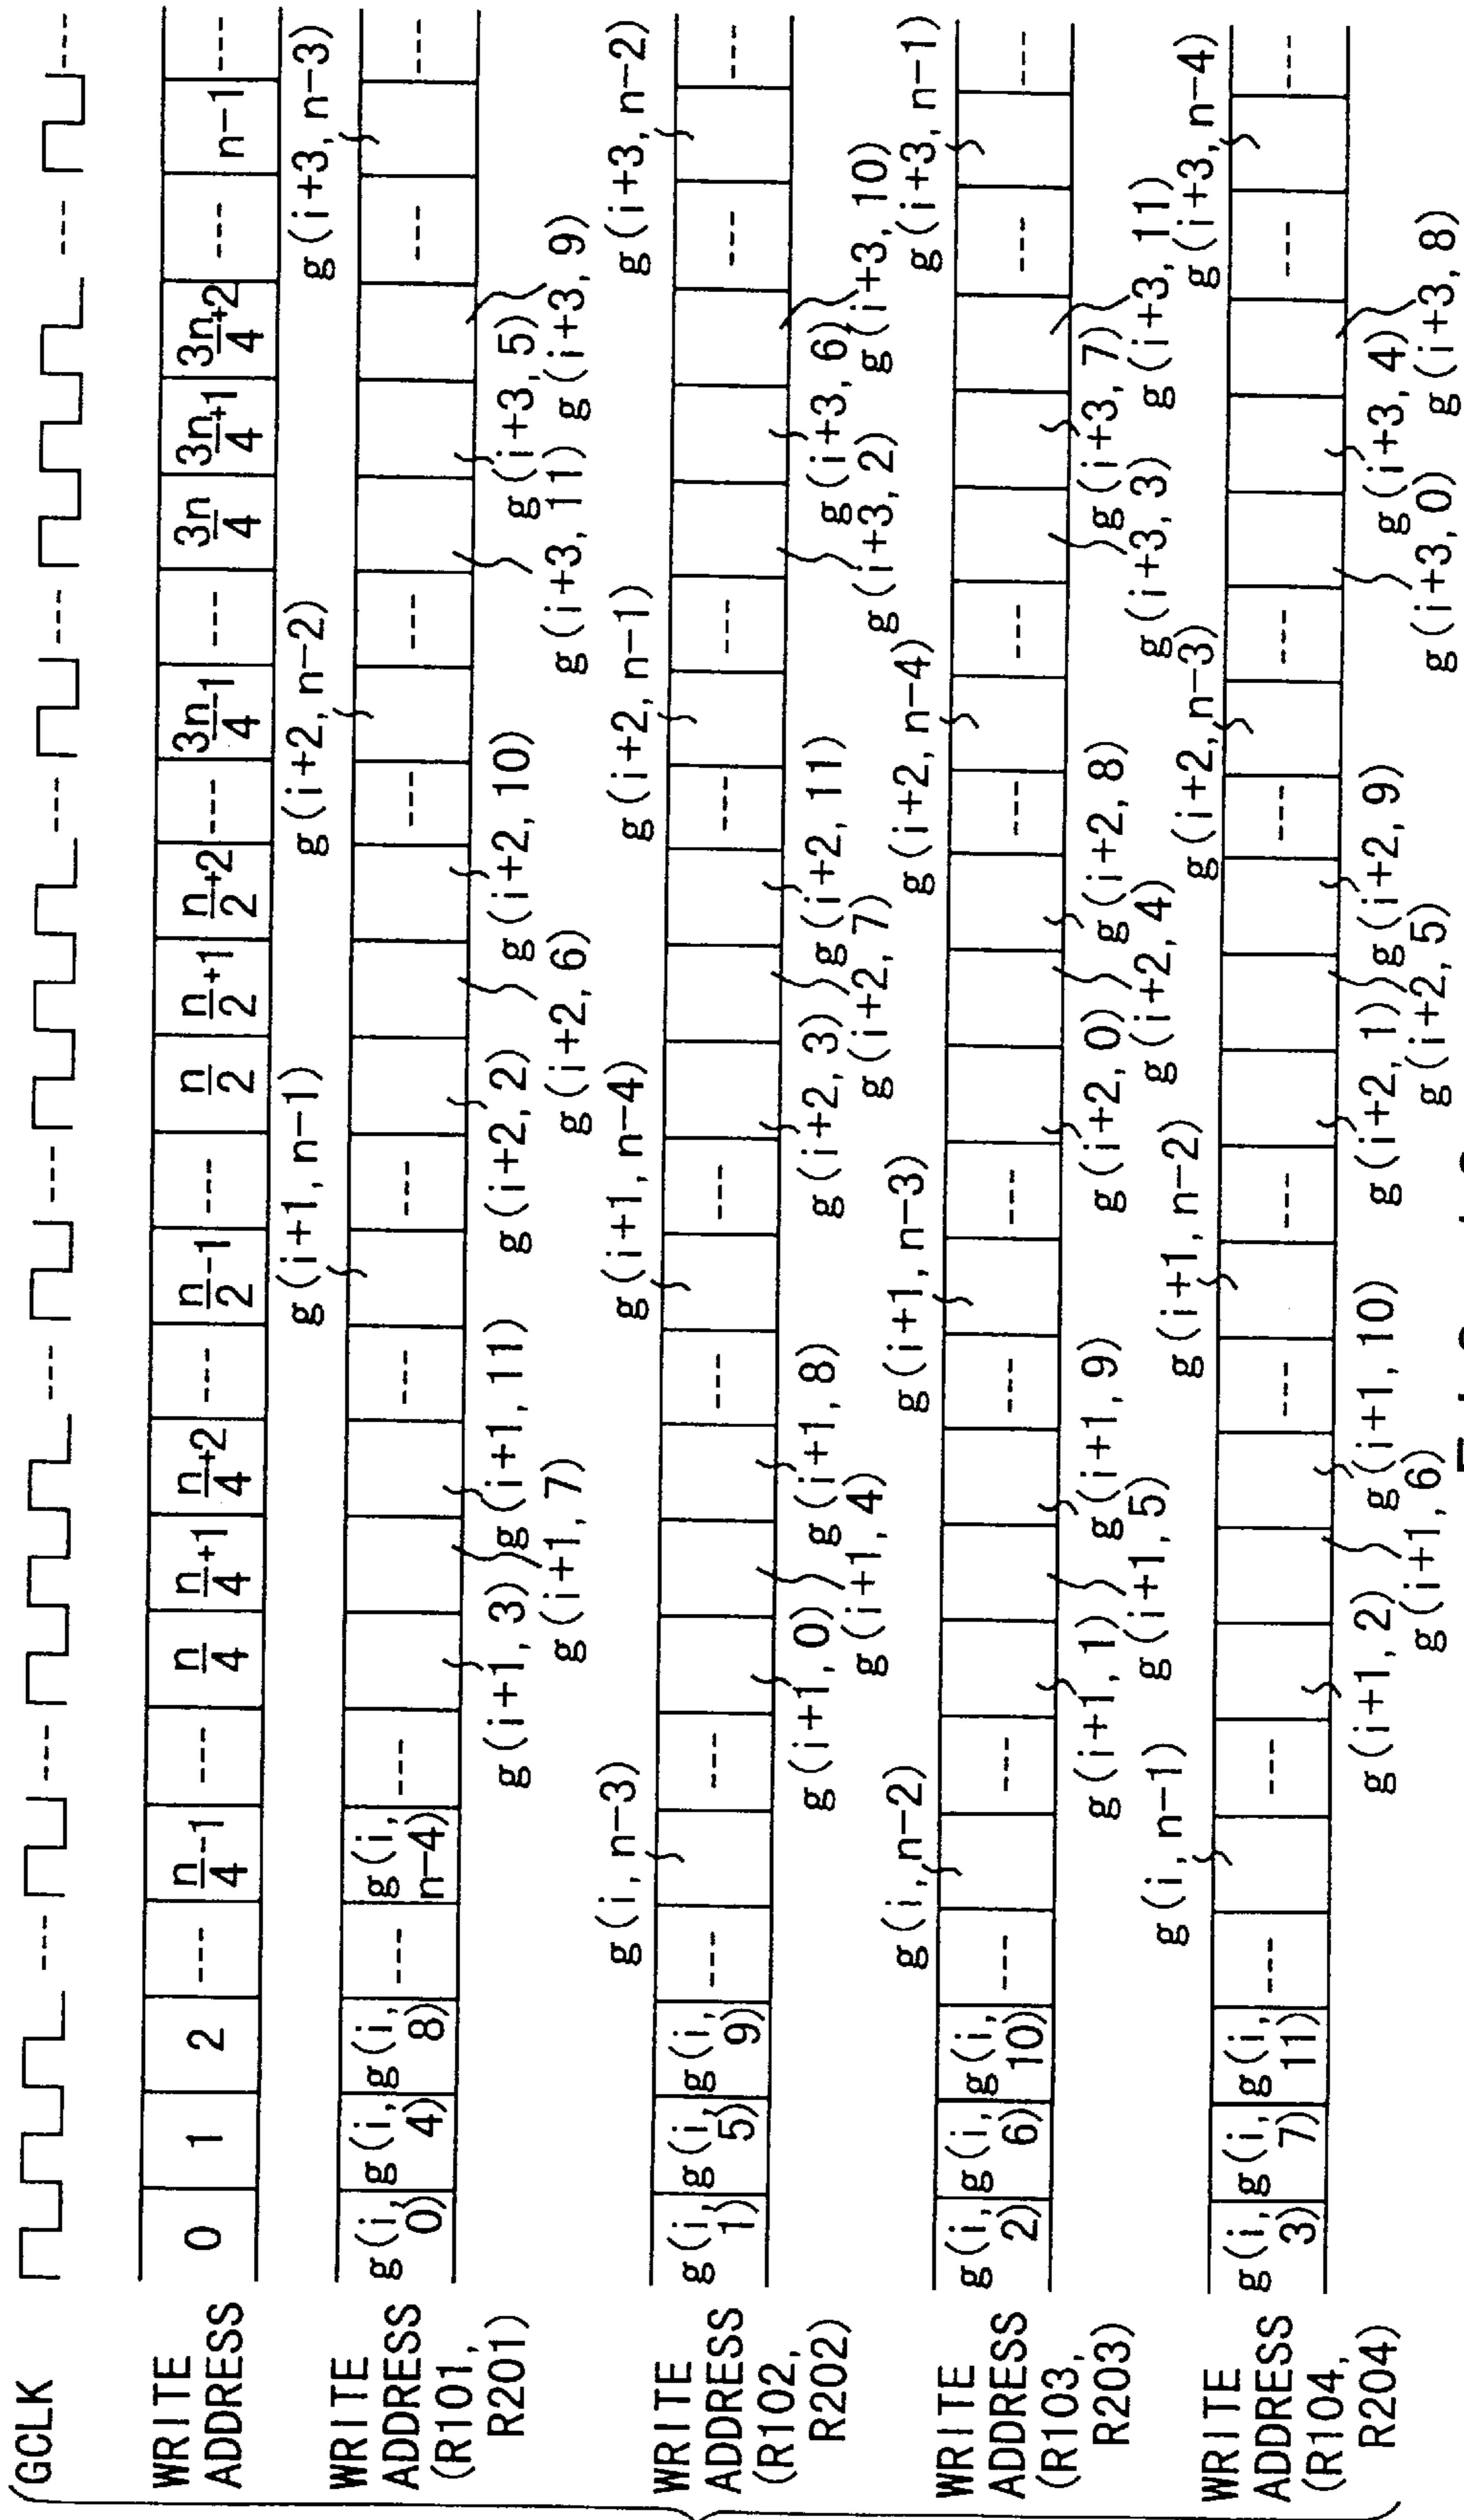 GCLK
WRITE
ADDRESS
0
1
2
---
n/4-1
---
n/4
n/4+1
n/4+2
---
n/2-1
---
n/2
n/2+1
n/2+2
---
3n/4-1
---
3n/4
3n/4+1
3n/4+2
---
n-1
---
WRITE
ADDRESS
(R101,
R201)
g(i,
0)
g(i,
4)
g(i,
8)
---
g(i,
n-4)
---
g(i+1, 3)
g(i+1, 7)
g(i+1, 11)
---
g(i+1, n-1)
---
g(i+2, 2)
g(i+2, 6)
g(i+2, 10)
---
g(i+2, n-2)
---
g(i+3, 11)
g(i+3, 5)
g(i+3, 9)
---
g(i+3, n-3)
---
WRITE
ADDRESS
(R102,
R202)
g(i,
1)
g(i,
5)
g(i,
9)
---
g(i, n-3)
---
g(i+1, 0)
g(i+1, 4)
g(i+1, 8)
---
g(i+1, n-4)
---
g(i+2, 3)
g(i+2, 7)
g(i+2, 11)
---
g(i+2, n-1)
---
g(i+3, 2)
g(i+3, 6)
g(i+3, 10)
---
g(i+3, n-2)
---
WRITE
ADDRESS
(R103,
R203)
g(i,
2)
g(i,
6)
g(i,
10)
---
g(i, n-2)
---
g(i+1, 1)
g(i+1, 5)
g(i+1, 9)
---
g(i+1, n-3)
---
g(i+2, 0)
g(i+2, 4)
g(i+2, 8)
---
g(i+2, n-4)
---
g(i+3, 3)
g(i+3, 7)
g(i+3, 11)
---
g(i+3, n-1)
---
WRITE
ADDRESS
(R104,
R204)
g(i,
3)
g(i,
7)
g(i,
11)
---
g(i, n-1)
---
g(i+1, 2)
g(i+1, 6)
g(i+1, 10)
---
g(i+1, n-2)
---
g(i+2, 1)
g(i+2, 5)
g(i+2, 9)
---
g(i+2, n-3)
---
g(i+3, 0)
g(i+3, 4)
g(i+3, 8)
---
g(i+3, n-4)
---